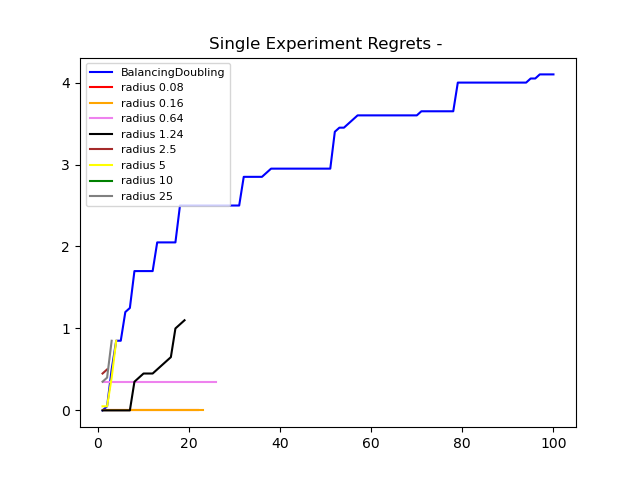 Single Experiment Regrets -
BalancingDoubling
radius 0.08
radius 0.16
radius 0.64
radius 1.24
radius 2.5
radius 5
radius 10
radius 25
4
3
2
1
0
0 20 40 60 80 100